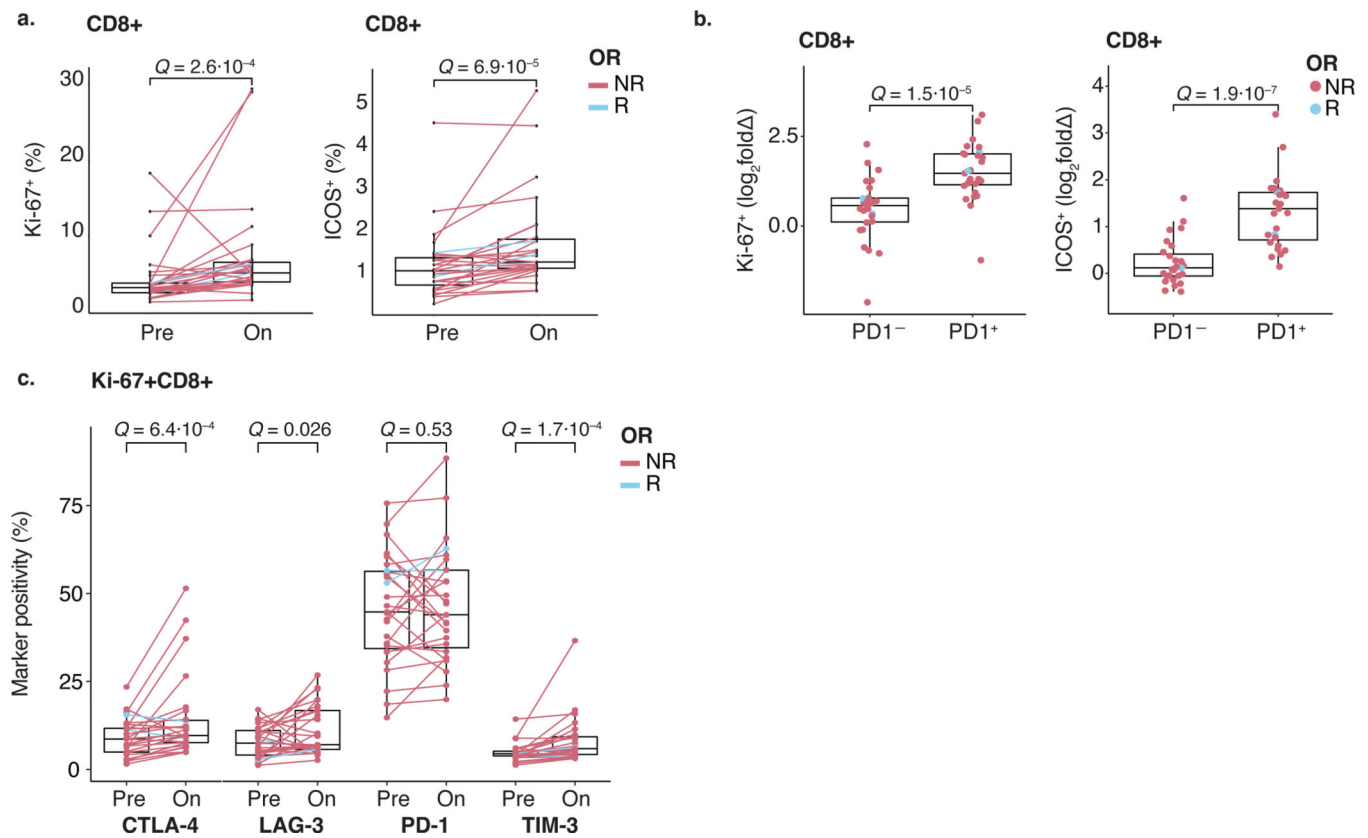 a.
CD8+
Ki-67⁺ (%)
30
20
10
0
Q = 2.6·10⁻⁴
Pre On
CD8+
ICOS⁺ (%)
5
4
3
2
1
Q = 6.9·10⁻⁵
Pre On
OR
NR
R
b.
CD8+
Ki-67⁺ (log₂foldΔ)
2.5
0.0
Q = 1.5·10⁻⁵
PD1⁻ PD1⁺
CD8+
ICOS⁺ (log₂foldΔ)
4
3
2
1
0
Q = 1.9·10⁻⁷
PD1⁻ PD1⁺
OR
NR
R
c.
Ki-67+CD8+
Marker positivity (%)
75
50
25
0
Q = 6.4·10⁻⁴ Q = 0.026 Q = 0.53 Q = 1.7·10⁻⁴
Pre On Pre On Pre On Pre On
CTLA-4 LAG-3 PD-1 TIM-3
OR
NR
R